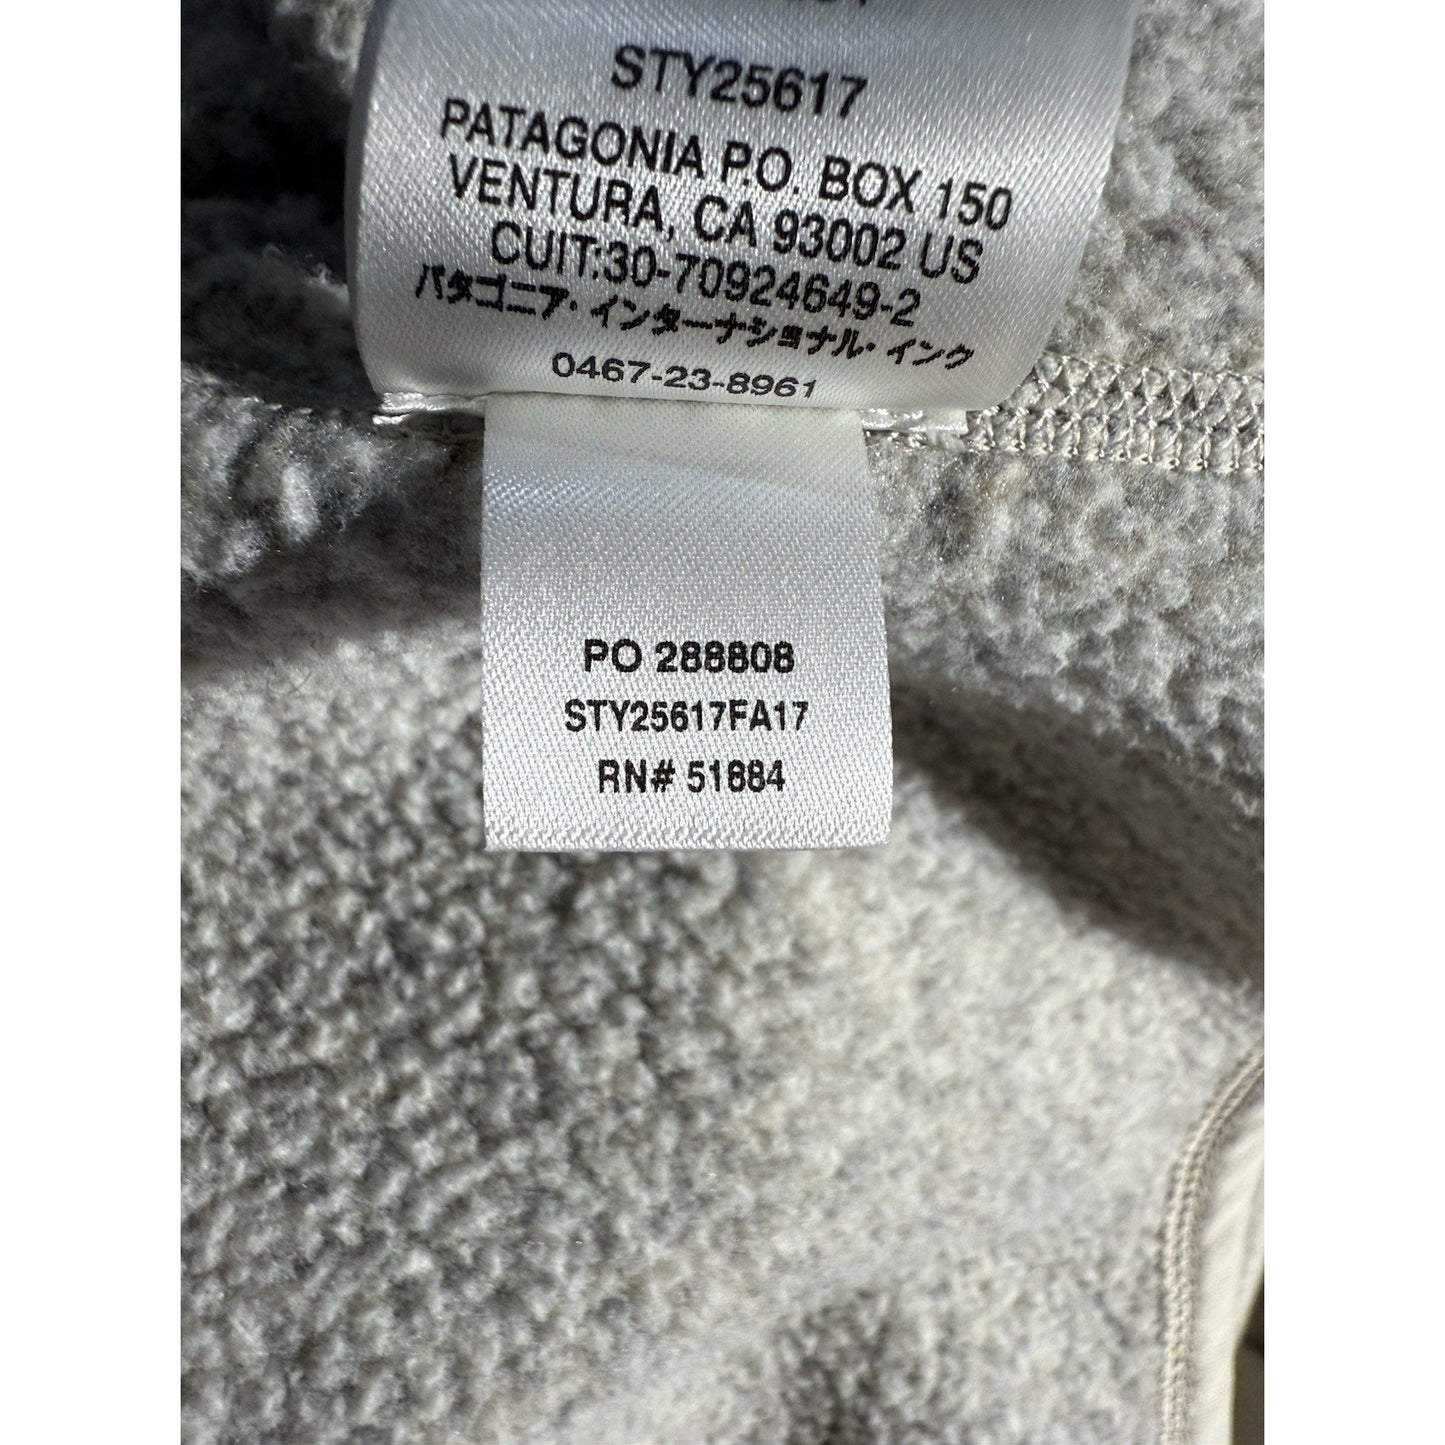 STY25617
PATAGONIA P.O. BOX 150
VENTURA, CA 93002 US
CUIT:30-70924649-2
パタゴニア・インターナショナル・インク
0467-23-8961
PO 288808
STY25617FA17
RN# 51884